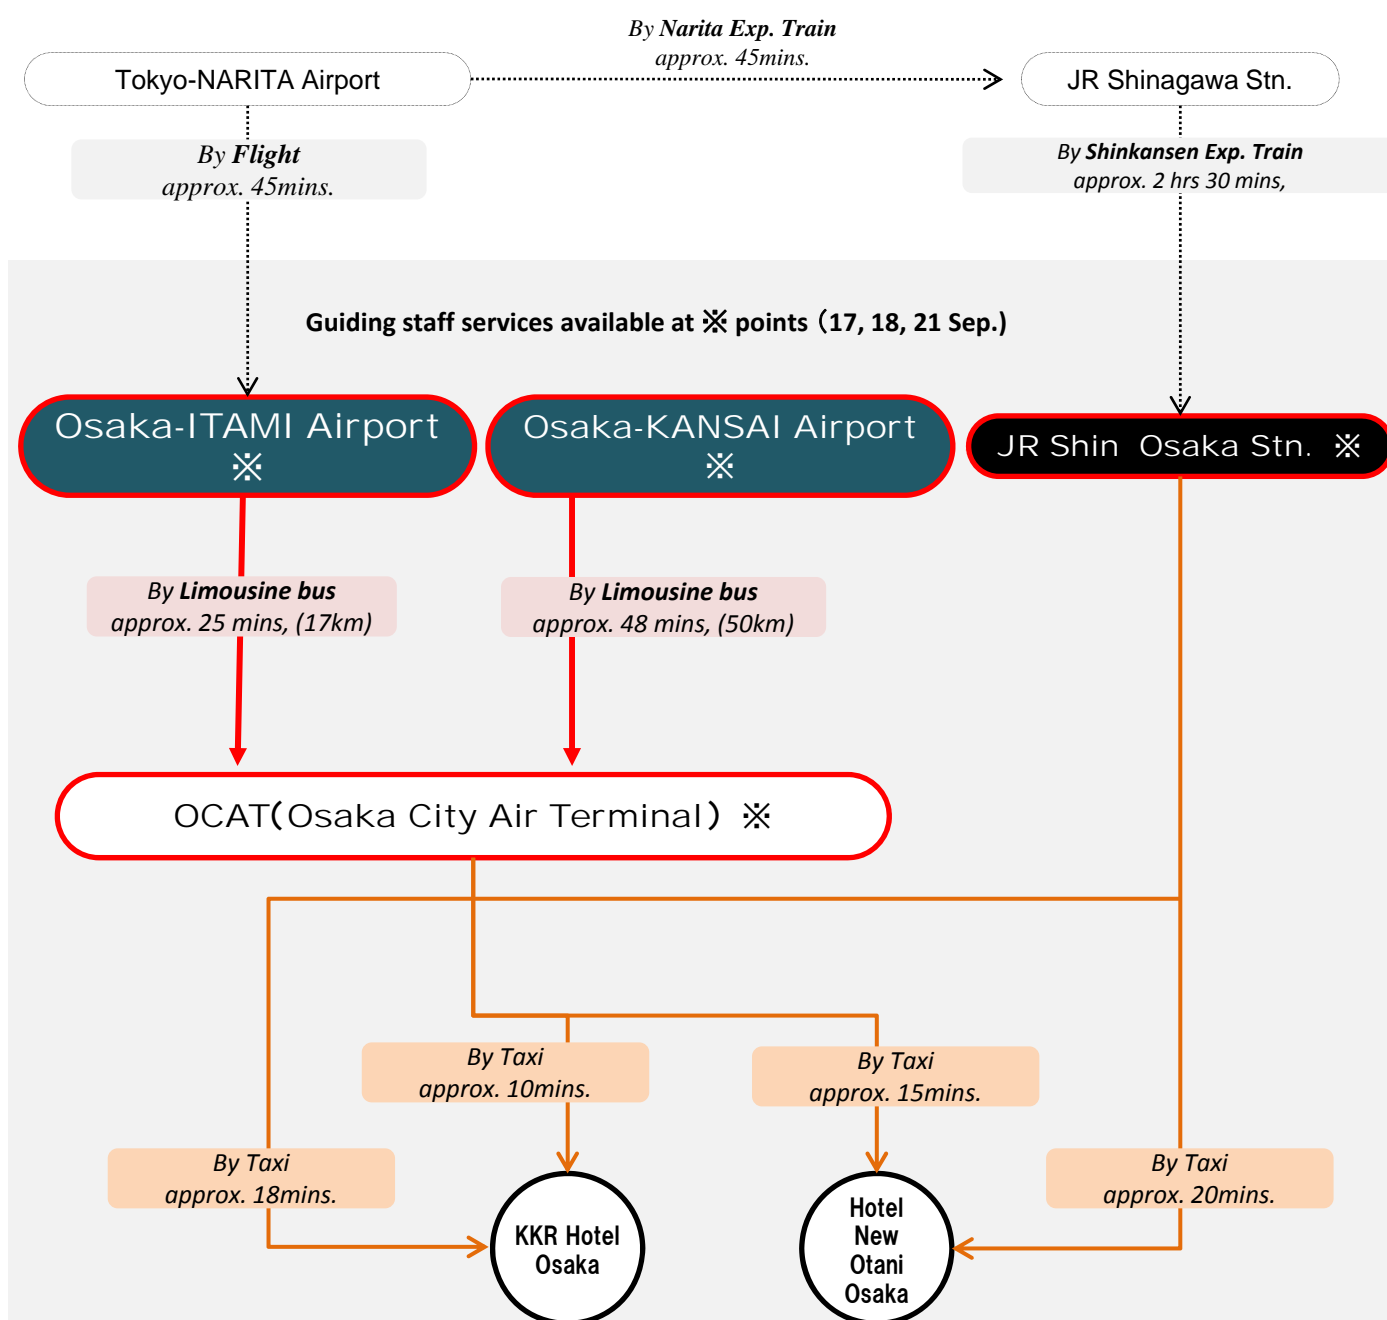 By Narita Exp. Train
approx. 45mins.
Tokyo-NARITA Airport
JR Shinagawa Stn.
By Flight
approx. 45mins.
By Shinkansen Exp. Train
approx. 2 hrs 30 mins,
Guiding staff services available at ※ points（17, 18, 21 Sep.)
Osaka-ITAMI Airport
※
Osaka-KANSAI Airport
※
JR Shin Osaka Stn. ※
By Limousine bus
approx. 25 mins, (17km)
By Limousine bus
approx. 48 mins, (50km)
OCAT(Osaka City Air Terminal) ※
By Taxi
approx. 10mins.
By Taxi
approx. 15mins.
By Taxi
approx. 18mins.
By Taxi
approx. 20mins.
KKR Hotel
Osaka
Hotel
New
Otani
Osaka